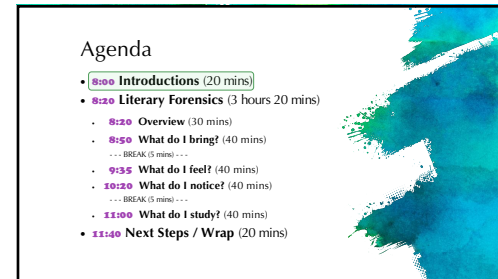 Agenda
• 8:00 Introductions (20 mins)
• 8:20 Literary Forensics (3 hours 20 mins)
• 8:20 Overview (30 mins)
• 8:50 What do I bring? (40 mins)
- - - BREAK (5 mins) - - -
• 9:35 What do I feel? (40 mins)
• 10:20 What do I notice? (40 mins)
- - - BREAK (5 mins) - - -
• 11:00 What do I study? (40 mins)
• 11:40 Next Steps / Wrap (20 mins)